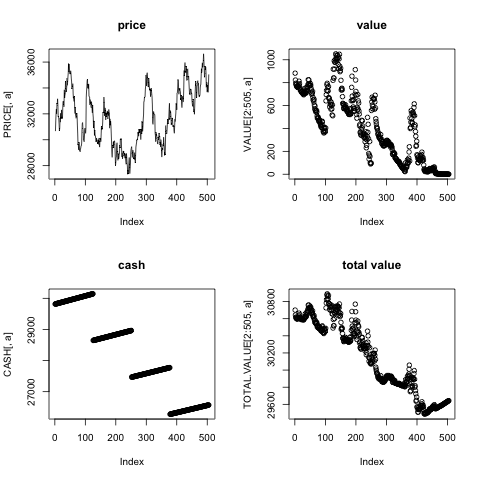 price
value
PRICE[, a]
28000
32000
36000
0 100 200 300 400 500
Index
VALUE[2:505, a]
0 200 600 1000
0 100 200 300 400 500
Index
cash
total value
CASH[, a]
27000 29000
0 100 200 300 400 500
Index
TOTAL.VALUE[2:505, a]
29600 30200 30800
0 100 200 300 400 500
Index